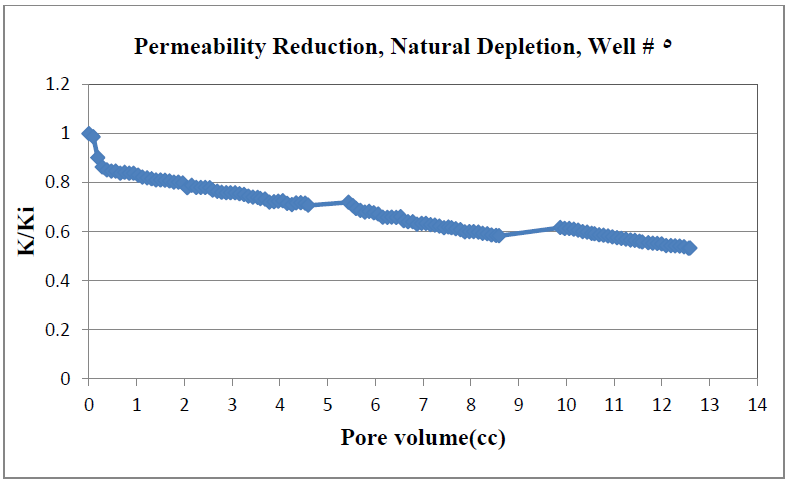 Permeability Reduction, Natural Depletion, Well # ٥
1.2
1
0.8
0.6
0.4
0.2
0
K/Ki
0 1 2 3 4 5 6 7 8 9 10 11 12 13 14
Pore volume(cc)